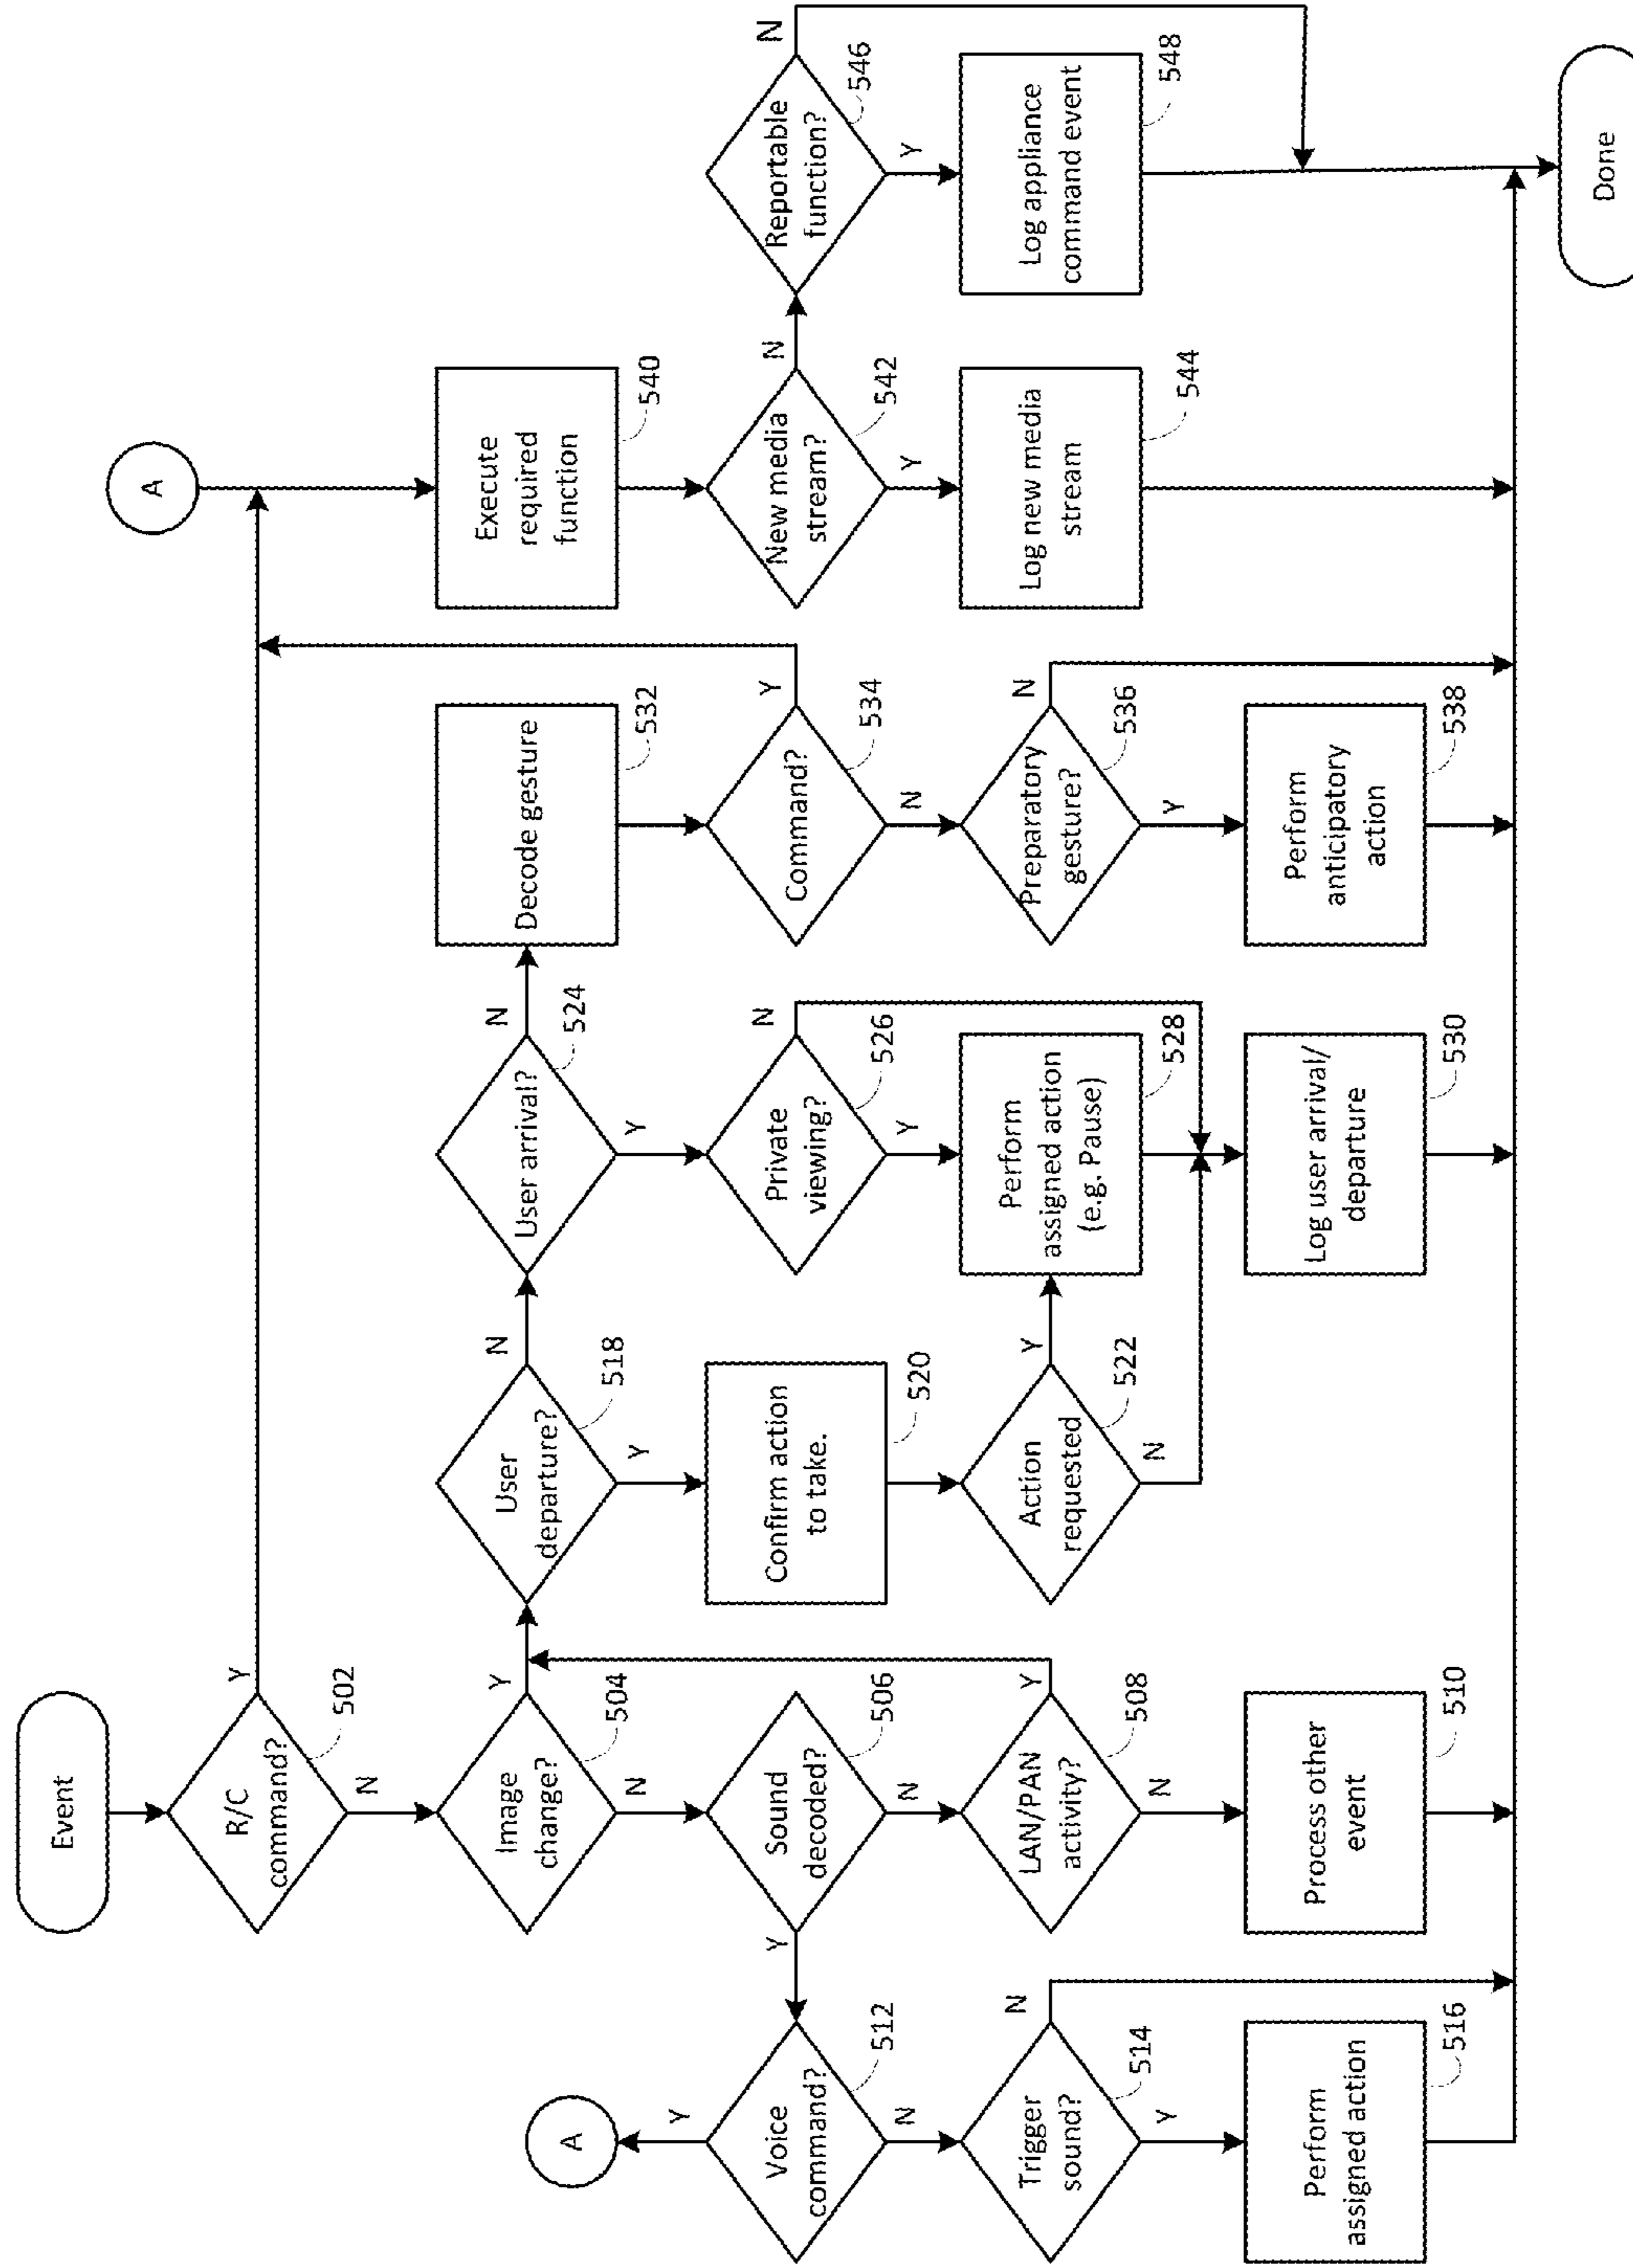 Event
R/C
command?
502
Y
N
Image
change?
504
Y
N
Sound
decoded?
506
Y
N
LAN/PAN
activity?
508
Y
N
Process other
event
510
A
Y
Voice
command?
512
N
Trigger
sound?
514
N
Y
Perform
assigned action
516
User
departure?
518
N
Y
Confirm action
to take.
520
Action
requested
522
Y
N
User arrival?
524
N
Y
Private
viewing?
526
N
Y
Perform
assigned action
(e.g. Pause)
528
Log user arrival/
departure
530
Decode gesture
532
Command?
534
Y
N
Preparatory
gesture?
536
N
Y
Perform
anticipatory
action
538
A
Execute
required
function
540
New media
stream?
542
N
Y
Log new media
stream
544
Reportable
function?
546
N
Y
Log appliance
command event
548
Done